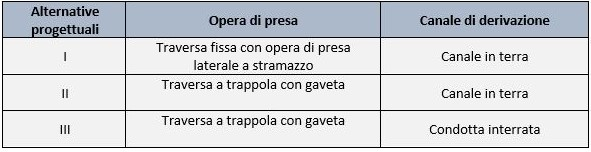 Alternative progettuali Opera di presa Canale di derivazione
I Traversa fissa con opera di presa laterale a stramazzo Canale in terra
II Traversa a trappola con gaveta Canale in terra
III Traversa a trappola con gaveta Condotta interrata